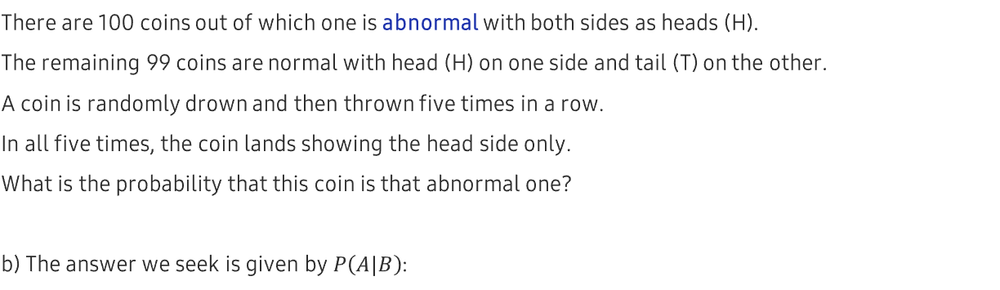 There are 100 coins out of which one is abnormal with both sides as heads (H).
The remaining 99 coins are normal with head (H) on one side and tail (T) on the other.
A coin is randomly drown and then thrown five times in a row.
In all five times, the coin lands showing the head side only.
What is the probability that this coin is that abnormal one?
b) The answer we seek is given by P(A|B):